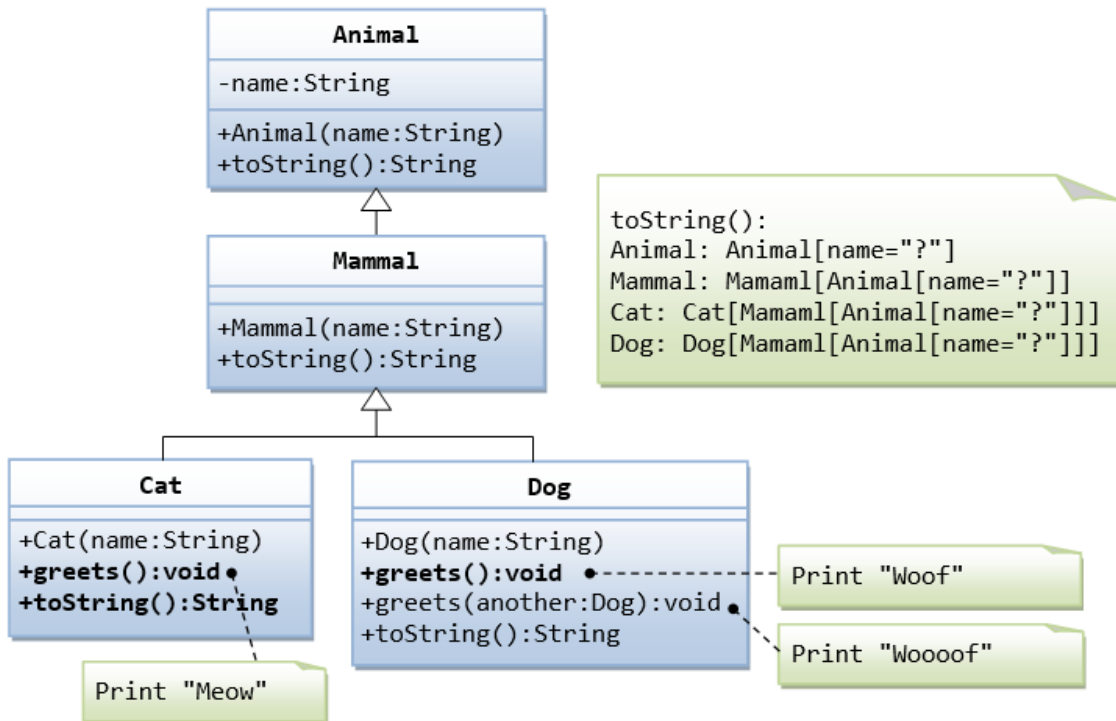 Animal
-name:String
+Animal(name:String)
+toString():String
toString():
Animal: Animal[name="?"]
Mammal: Mamaml[Animal[name="?"]]
Cat: Cat[Mamaml[Animal[name="?"]]]
Dog: Dog[Mamaml[Animal[name="?"]]]
Mammal
+Mammal(name:String)
+toString():String
Cat
+Cat(name:String)
+greets():void
+toString():String
Print "Meow"
Dog
+Dog(name:String)
+greets():void
+greets(another:Dog):void
+toString():String
Print "Woof"
Print "Woooof"